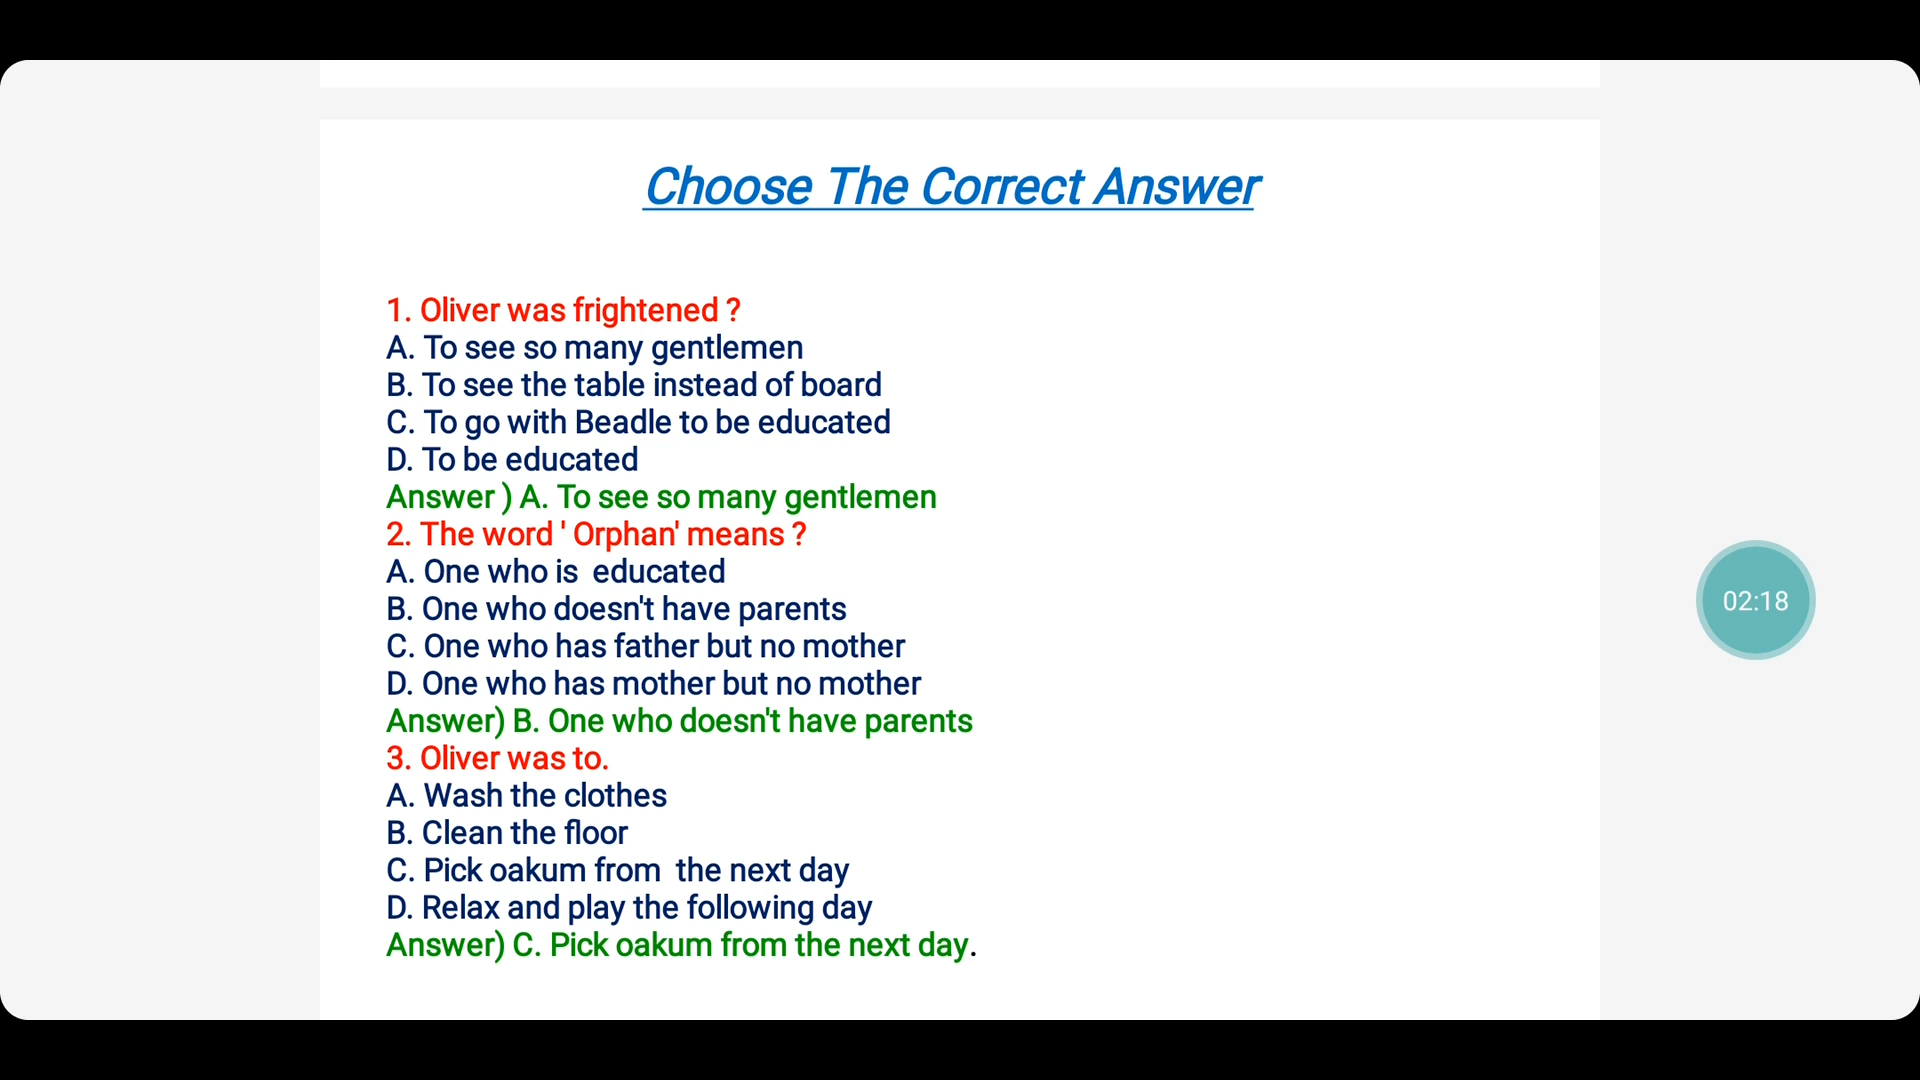 Choose The Correct Answer
1. Oliver was frightened ?
A. To see so many gentlemen
B. To see the table instead of board
C. To go with Beadle to be educated
D. To be educated
Answer ) A. To see so many gentlemen
2. The word ' Orphan' means ?
A. One who is  educated
B. One who doesn't have parents
C. One who has father but no mother
D. One who has mother but no mother
Answer) B. One who doesn't have parents
3. Oliver was to.
A. Wash the clothes
B. Clean the floor
C. Pick oakum from  the next day
D. Relax and play the following day
Answer) C. Pick oakum from the next day.
02:18